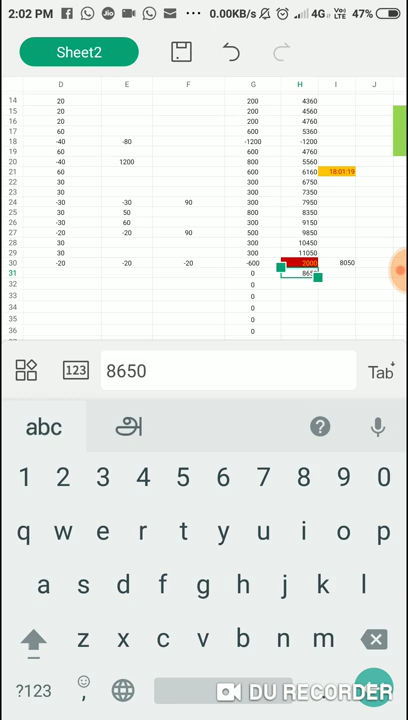 2:02 PM Jio ... 0.00KB/s 4G VoI LTE 47%
Sheet2
D E F G H I J
14 20 200 4360
15 20 200 4560
16 20 200 4760
17 60 600 5360
18 -40 -80 -1200 -1200
19 60 600 4760
20 -40 1200 800 5560
21 60 600 6160 18:01:19
22 30 300 6750
23 30 300 7350
24 -30 -30 90 300 7950
25 30 50 800 8350
26 -30 60 300 9150
27 -20 -20 90 500 9850
28 30 300 10450
29 30 300 11050
30 -20 -20 -20 -600 2000 8050
31 0 8650
32 0
33 0
34 0
35 0
36 0
123 8650 Tab
abc அ ?
1 2 3 4 5 6 7 8 9 0
q w e r t y u i o p
a s d f g h j k l
z x c v b n m
?123 , DU RECORDER